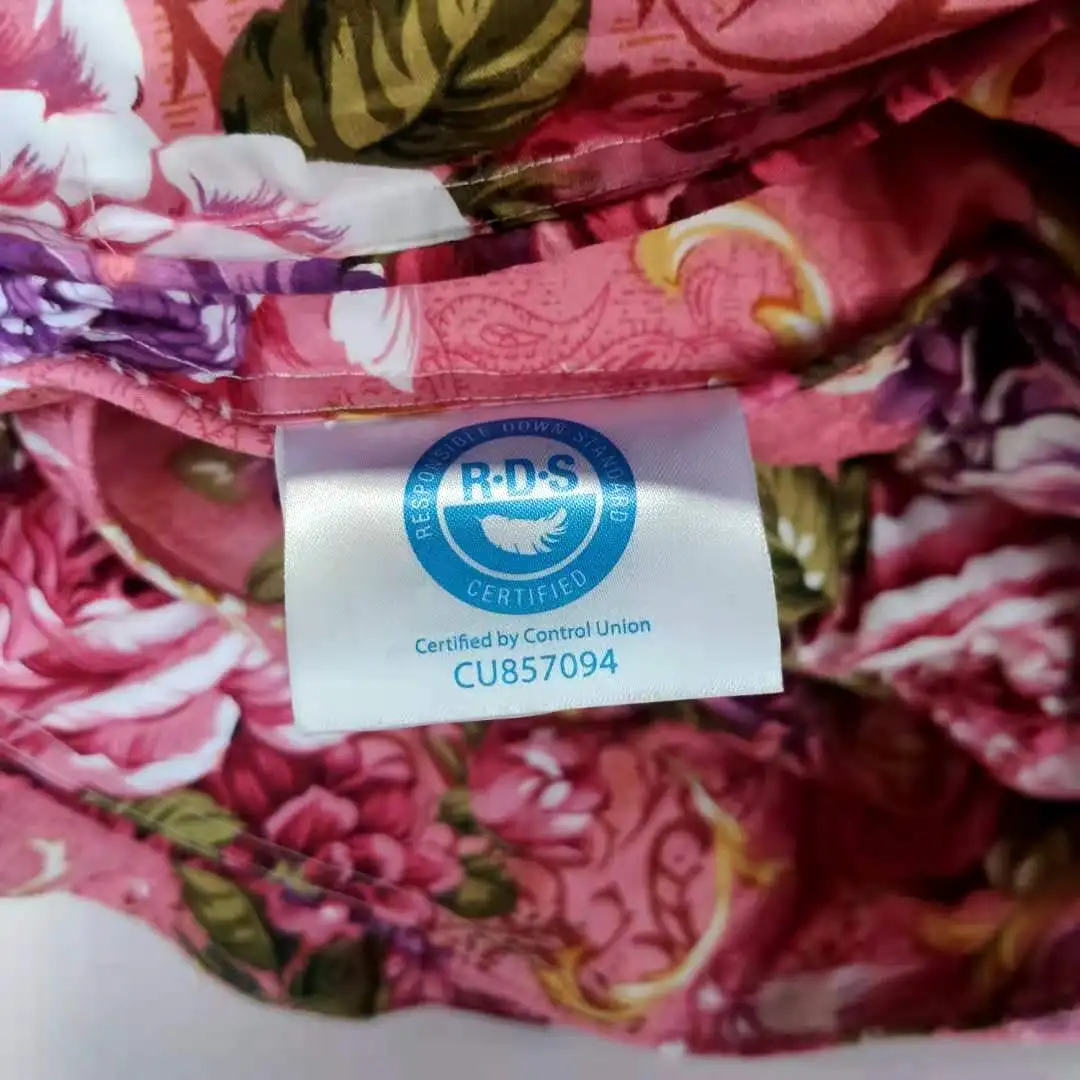 RESPONSIBLE DOWN STANDARD
R·D·S
CERTIFIED
Certified by Control Union
CU857094